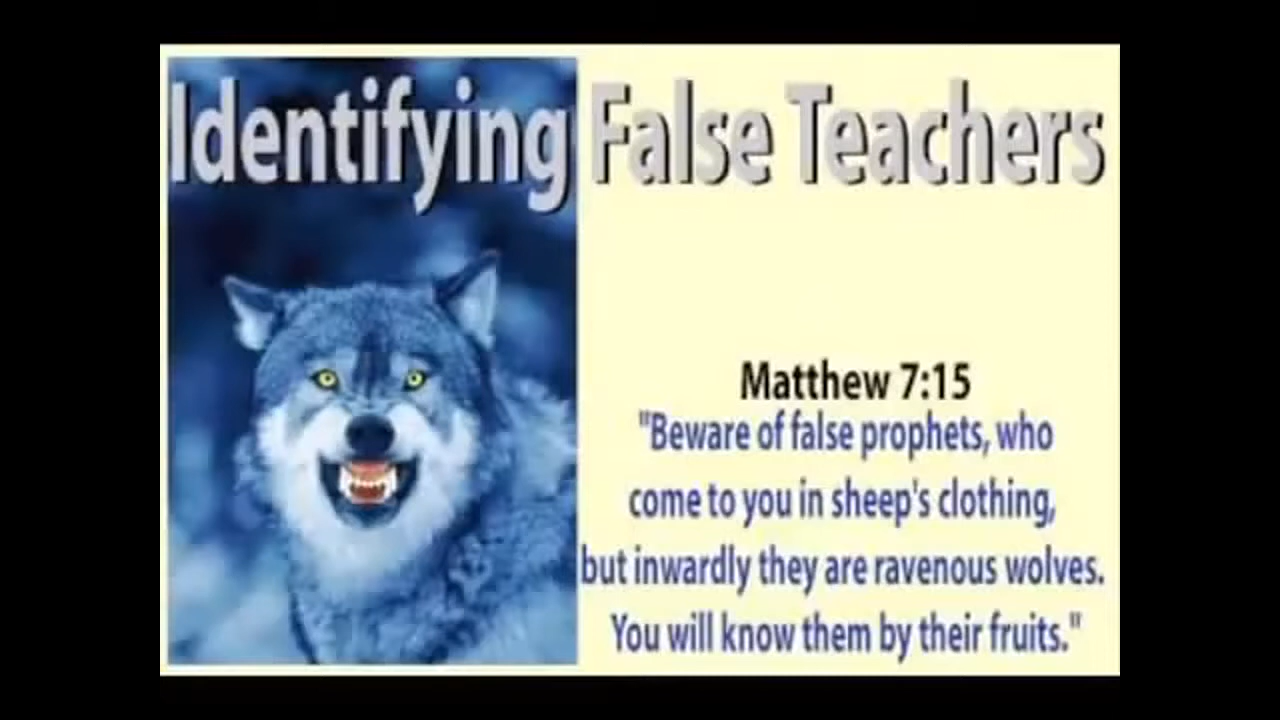 Identifying False Teachers
Matthew 7:15
"Beware of false prophets, who
come to you in sheep's clothing,
but inwardly they are ravenous wolves.
You will know them by their fruits."